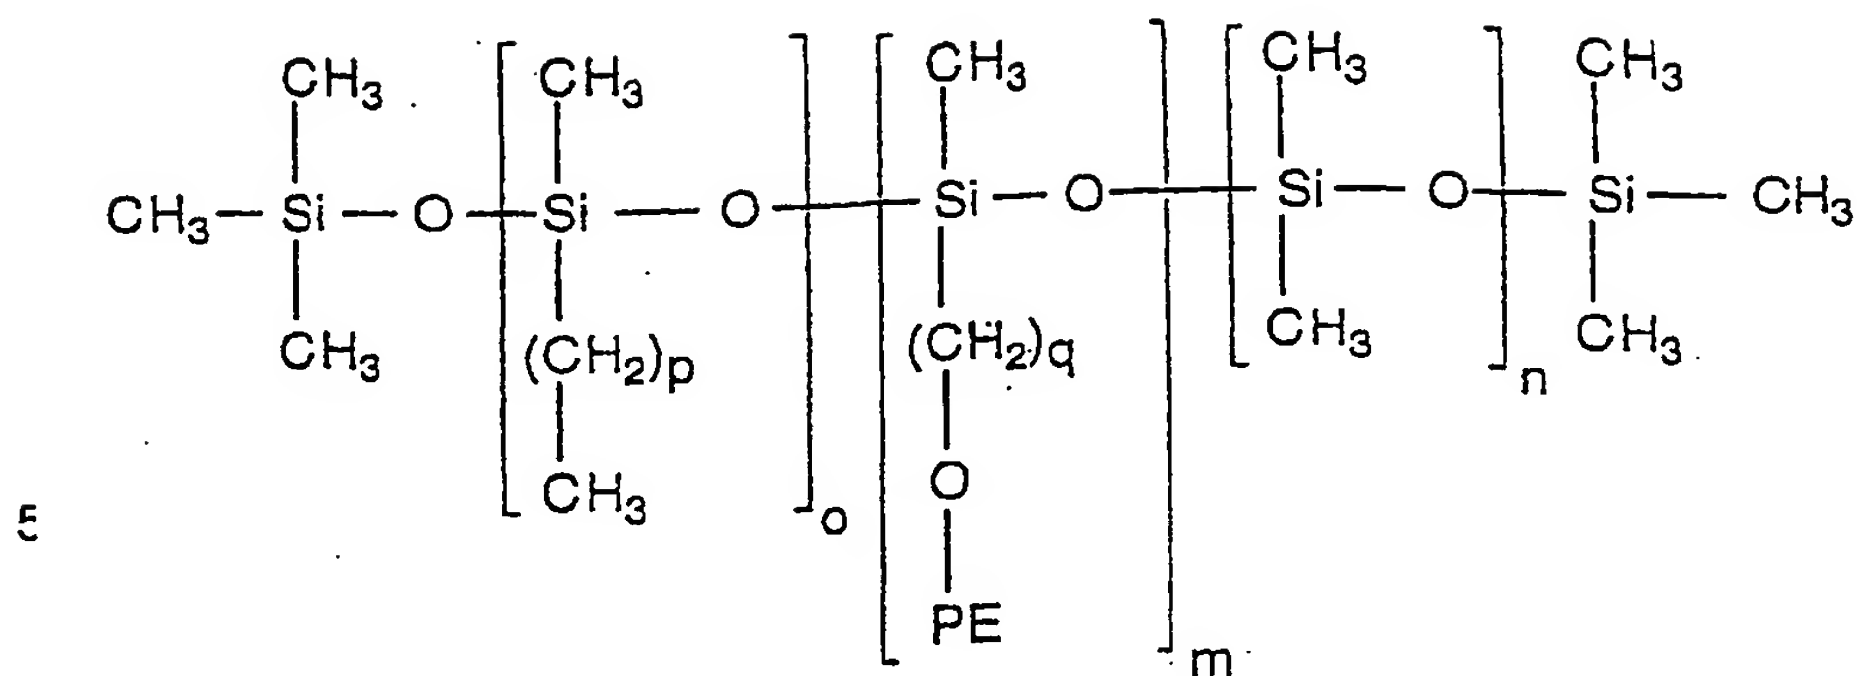 CH3 CH3 CH3 CH3 CH3
CH3 Si O Si O Si O Si O Si CH3
CH3 (CH2)p (CH2)q CH3 n CH3
CH3 o O
5
PE m